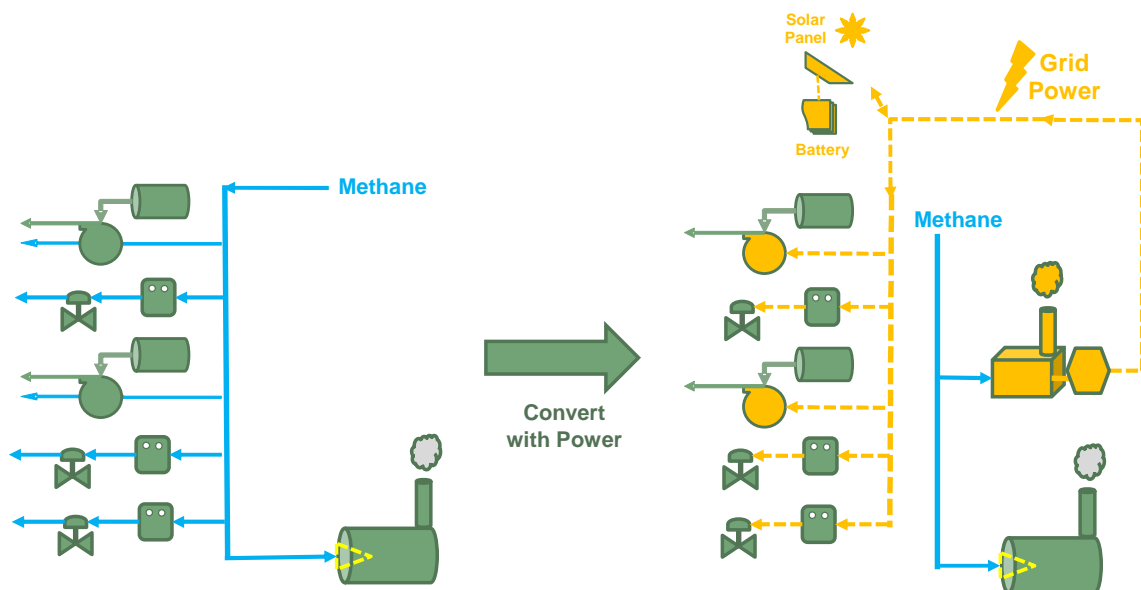 Solar
Panel
Grid
Power
Battery
Methane
Methane
Convert
with Power